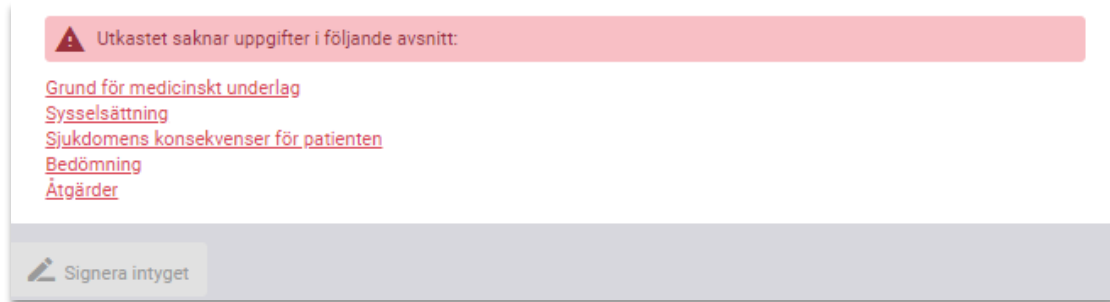 Utkastet saknar uppgifter i följande avsnitt:
Grund för medicinskt underlag
Sysselsättning
Sjukdomens konsekvenser för patienten
Bedömning
Åtgärder
Signera intyget